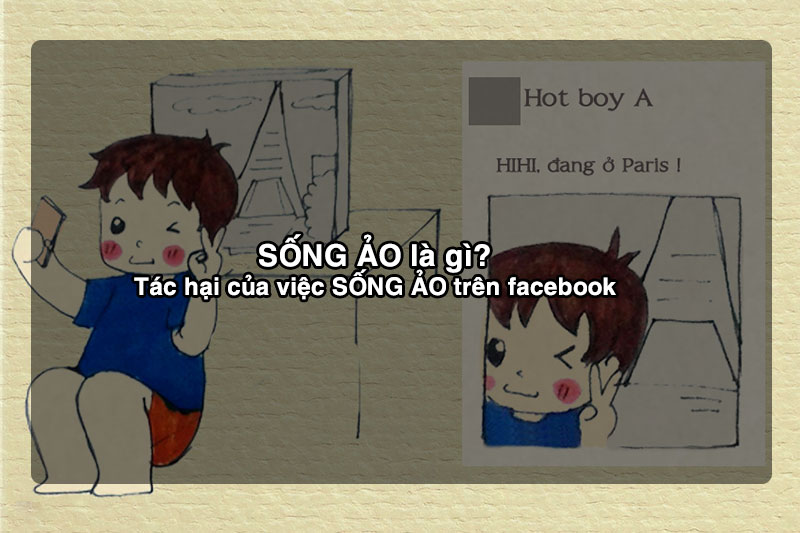 Hot boy A
HIHI, đang ở Paris !
SỐNG ẢO là gì?
Tác hại của việc SỐNG ẢO trên facebook